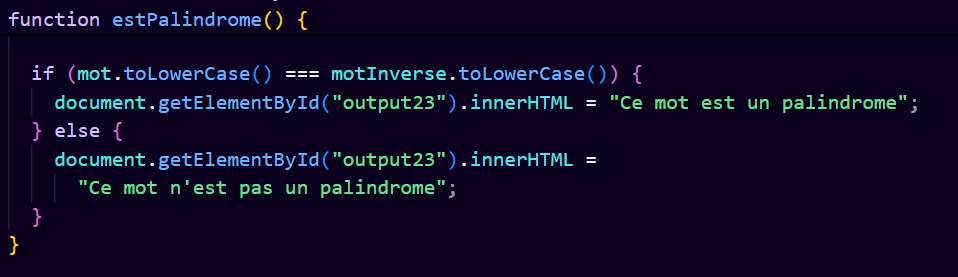 function estPalindrome() {
if (mot.toLowerCase() === motInverse.toLowerCase()) {
document.getElementById("output23").innerHTML = "Ce mot est un palindrome";
} else {
document.getElementById("output23").innerHTML =
"Ce mot n'est pas un palindrome";
}
}